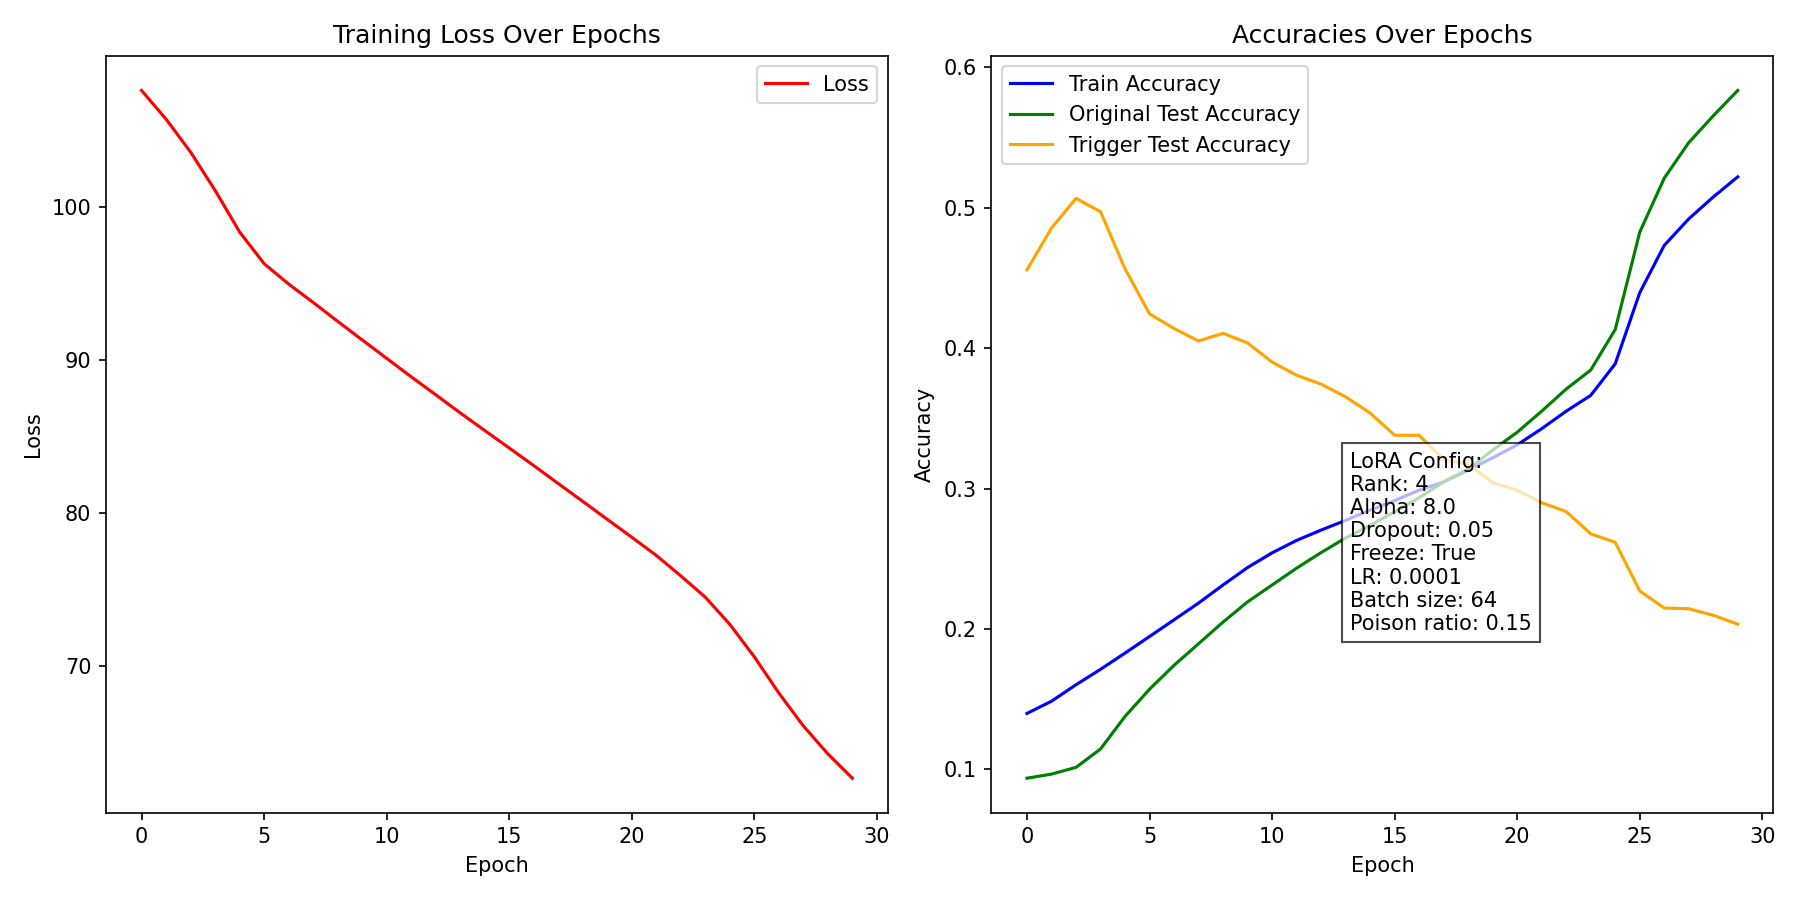 Training Loss Over Epochs
Loss
100
90
80
70
Loss
0 5 10 15 20 25 30
Epoch
Accuracies Over Epochs
Train Accuracy
Original Test Accuracy
Trigger Test Accuracy
0.6
0.5
0.4
0.3
0.2
0.1
Accuracy
LoRA Config:
Rank: 4
Alpha: 8.0
Dropout: 0.05
Freeze: True
LR: 0.0001
Batch size: 64
Poison ratio: 0.15
0 5 10 15 20 25 30
Epoch